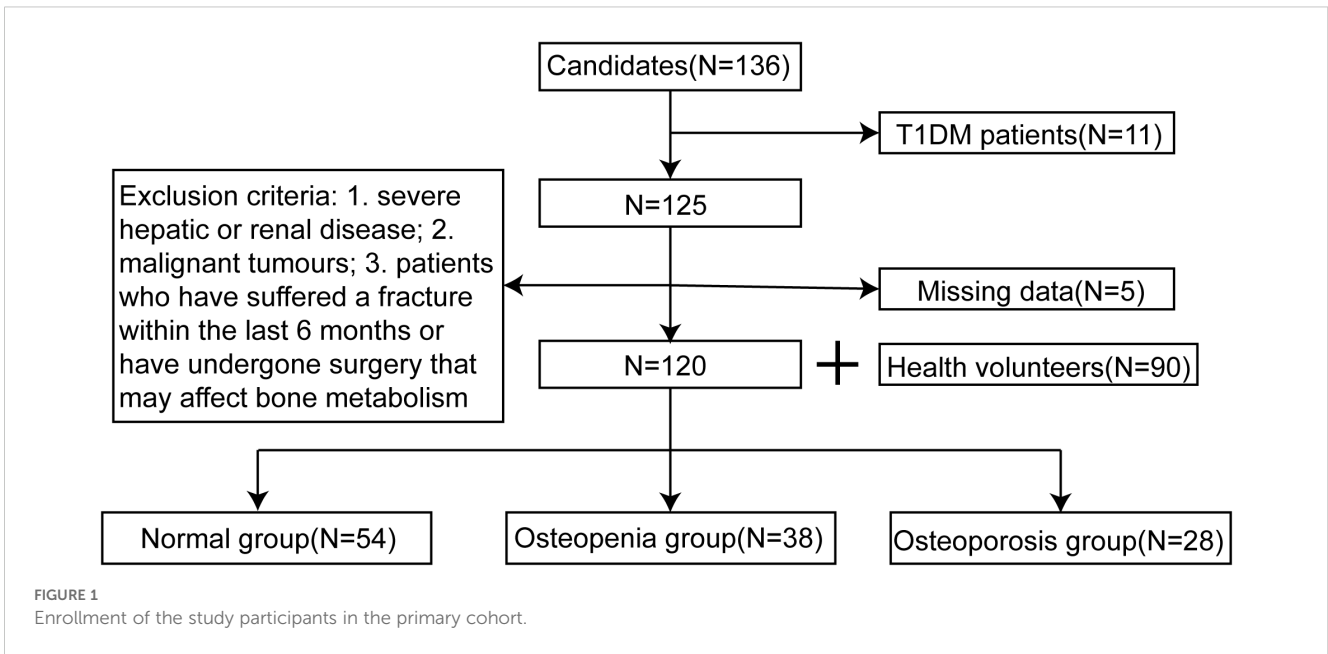 Candidates(N=136)
T1DM patients(N=11)
N=125
Exclusion criteria: 1. severe
hepatic or renal disease; 2.
malignant tumours; 3. patients
who have suffered a fracture
within the last 6 months or
have undergone surgery that
may affect bone metabolism
Missing data(N=5)
N=120
+
Health volunteers(N=90)
Normal group(N=54)
Osteopenia group(N=38)
Osteoporosis group(N=28)
FIGURE 1
Enrollment of the study participants in the primary cohort.